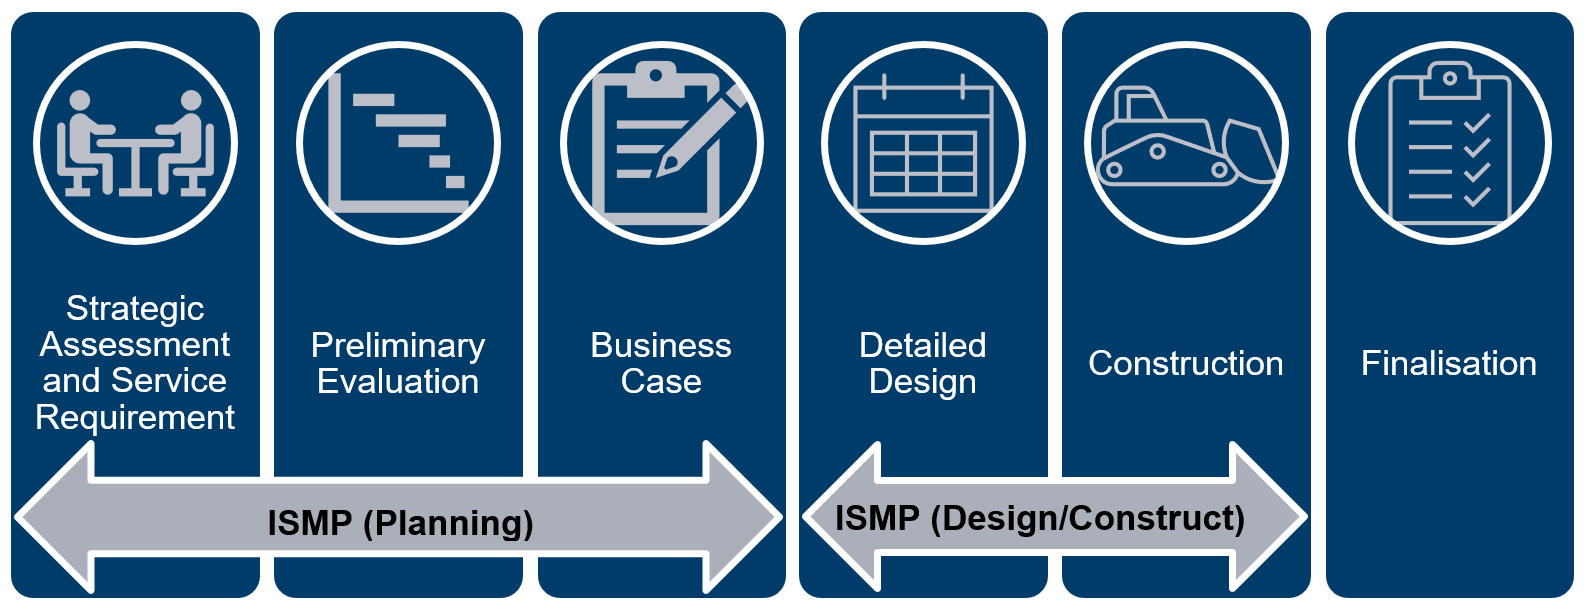 Strategic
Assessment
and Service
Requirement
Preliminary
Evaluation
Business
Case
Detailed
Design
Construction
Finalisation
ISMP (Planning)
ISMP (Design/Construct)